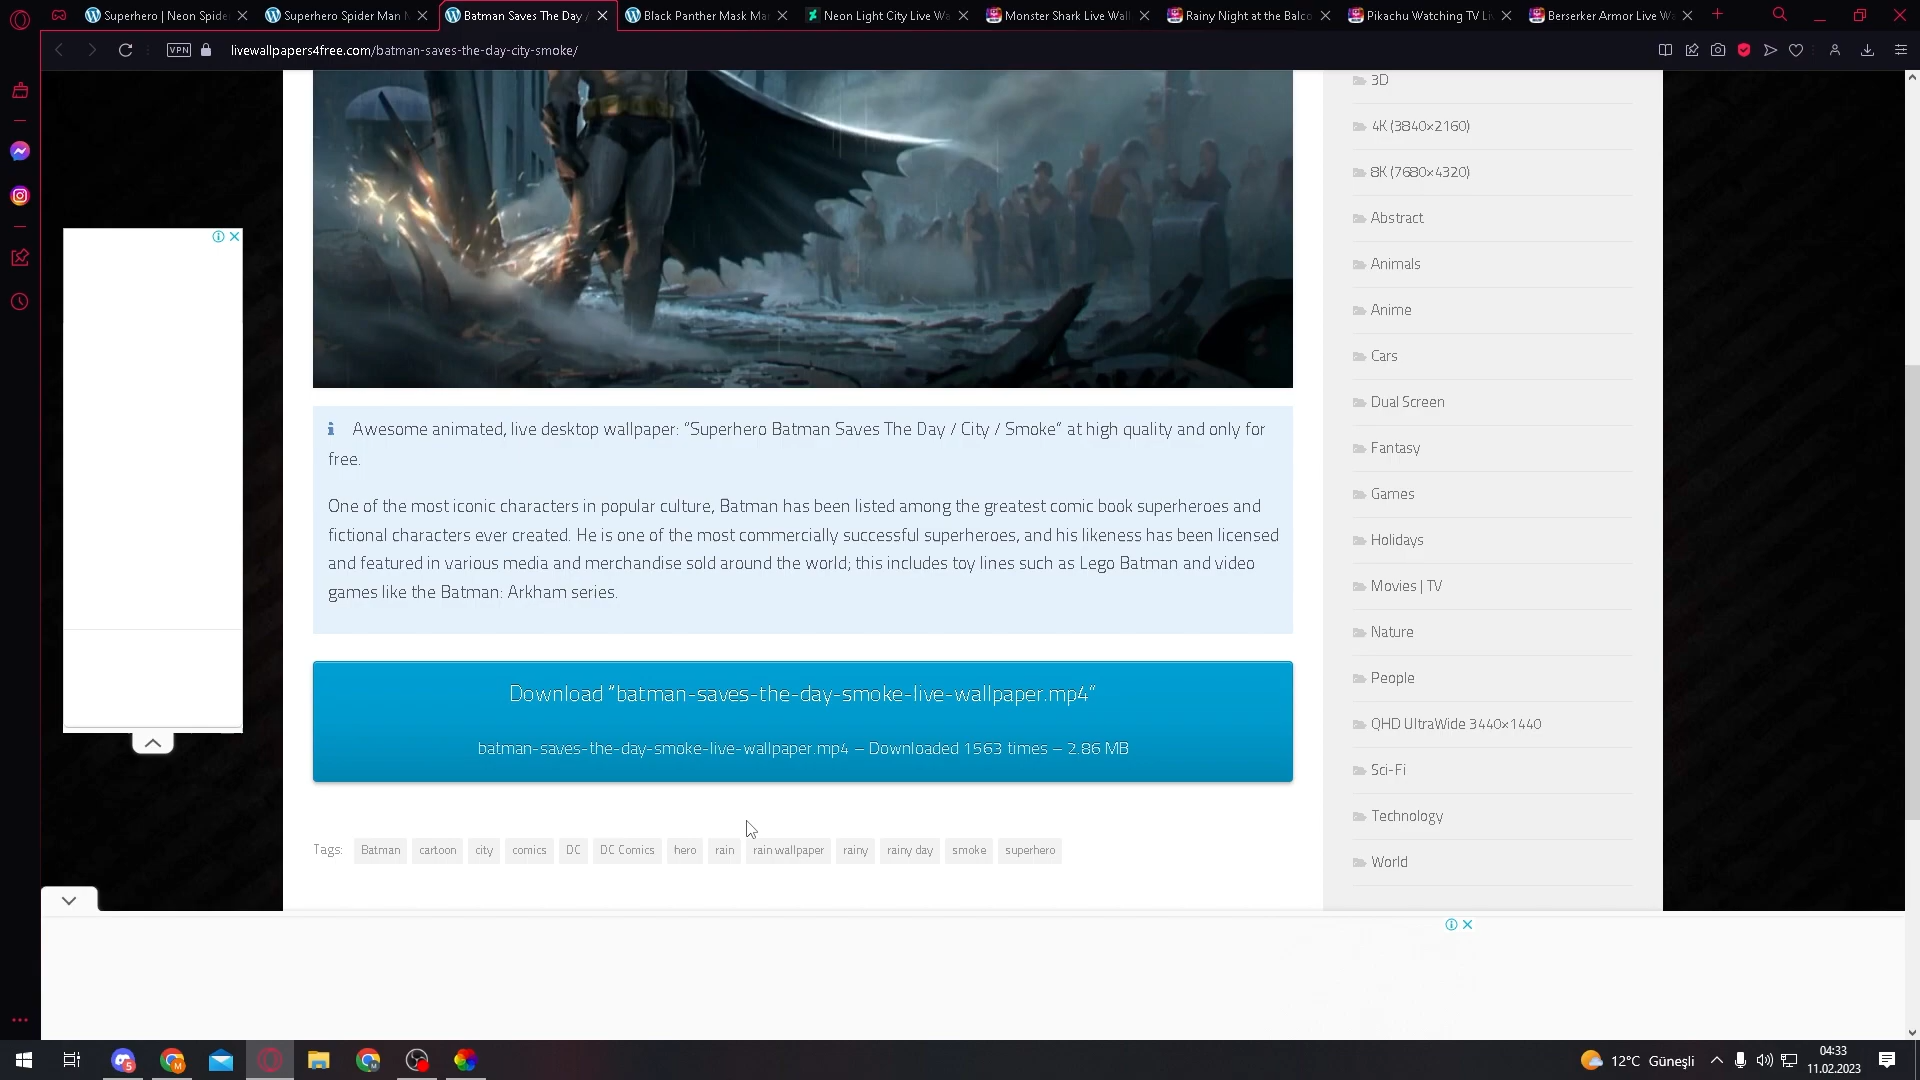 Superhero | Neon Spide
Superhero Spider Man N
Batman Saves The Day /
Black Panther Mask Ma
Neon Light City Live Wa
Monster Shark Live Wall
Rainy Night at the Balco
Pikachu Watching TV Li
Berserker Armor Live Wa
VPN
livewallpapers4free.com/batman-saves-the-day-city-smoke/
Awesome animated, live desktop wallpaper: “Superhero Batman Saves The Day / City / Smoke” at high quality and only for
free.
One of the most iconic characters in popular culture, Batman has been listed among the greatest comic book superheroes and
fictional characters ever created. He is one of the most commercially successful superheroes, and his likeness has been licensed
and featured in various media and merchandise sold around the world; this includes toy lines such as Lego Batman and video
games like the Batman: Arkham series.
Download “batman-saves-the-day-smoke-live-wallpaper.mp4”
batman-saves-the-day-smoke-live-wallpaper.mp4 – Downloaded 1563 times – 2.86 MB
Tags: Batman cartoon city comics DC DC Comics hero rain rain wallpaper rainy rainy day smoke superhero
3D
4K (3840×2160)
8K (7680×4320)
Abstract
Animals
Anime
Cars
Dual Screen
Fantasy
Games
Holidays
Movies | TV
Nature
People
QHD UltraWide 3440×1440
Sci-Fi
Technology
World
5
M
12°C Güneşli
04:33
11.02.2023